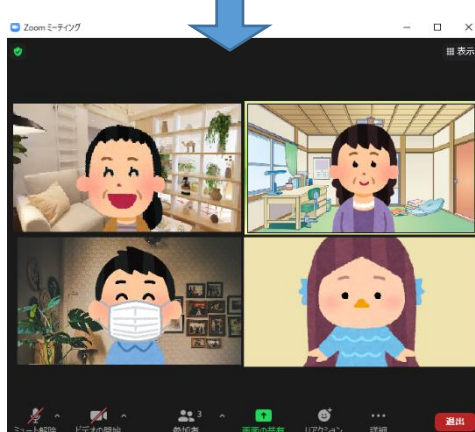 Zoom ミーティング
表示
3
ミュート解除
ビデオの開始
参加者
画面の共有
リアクション
詳細
退出